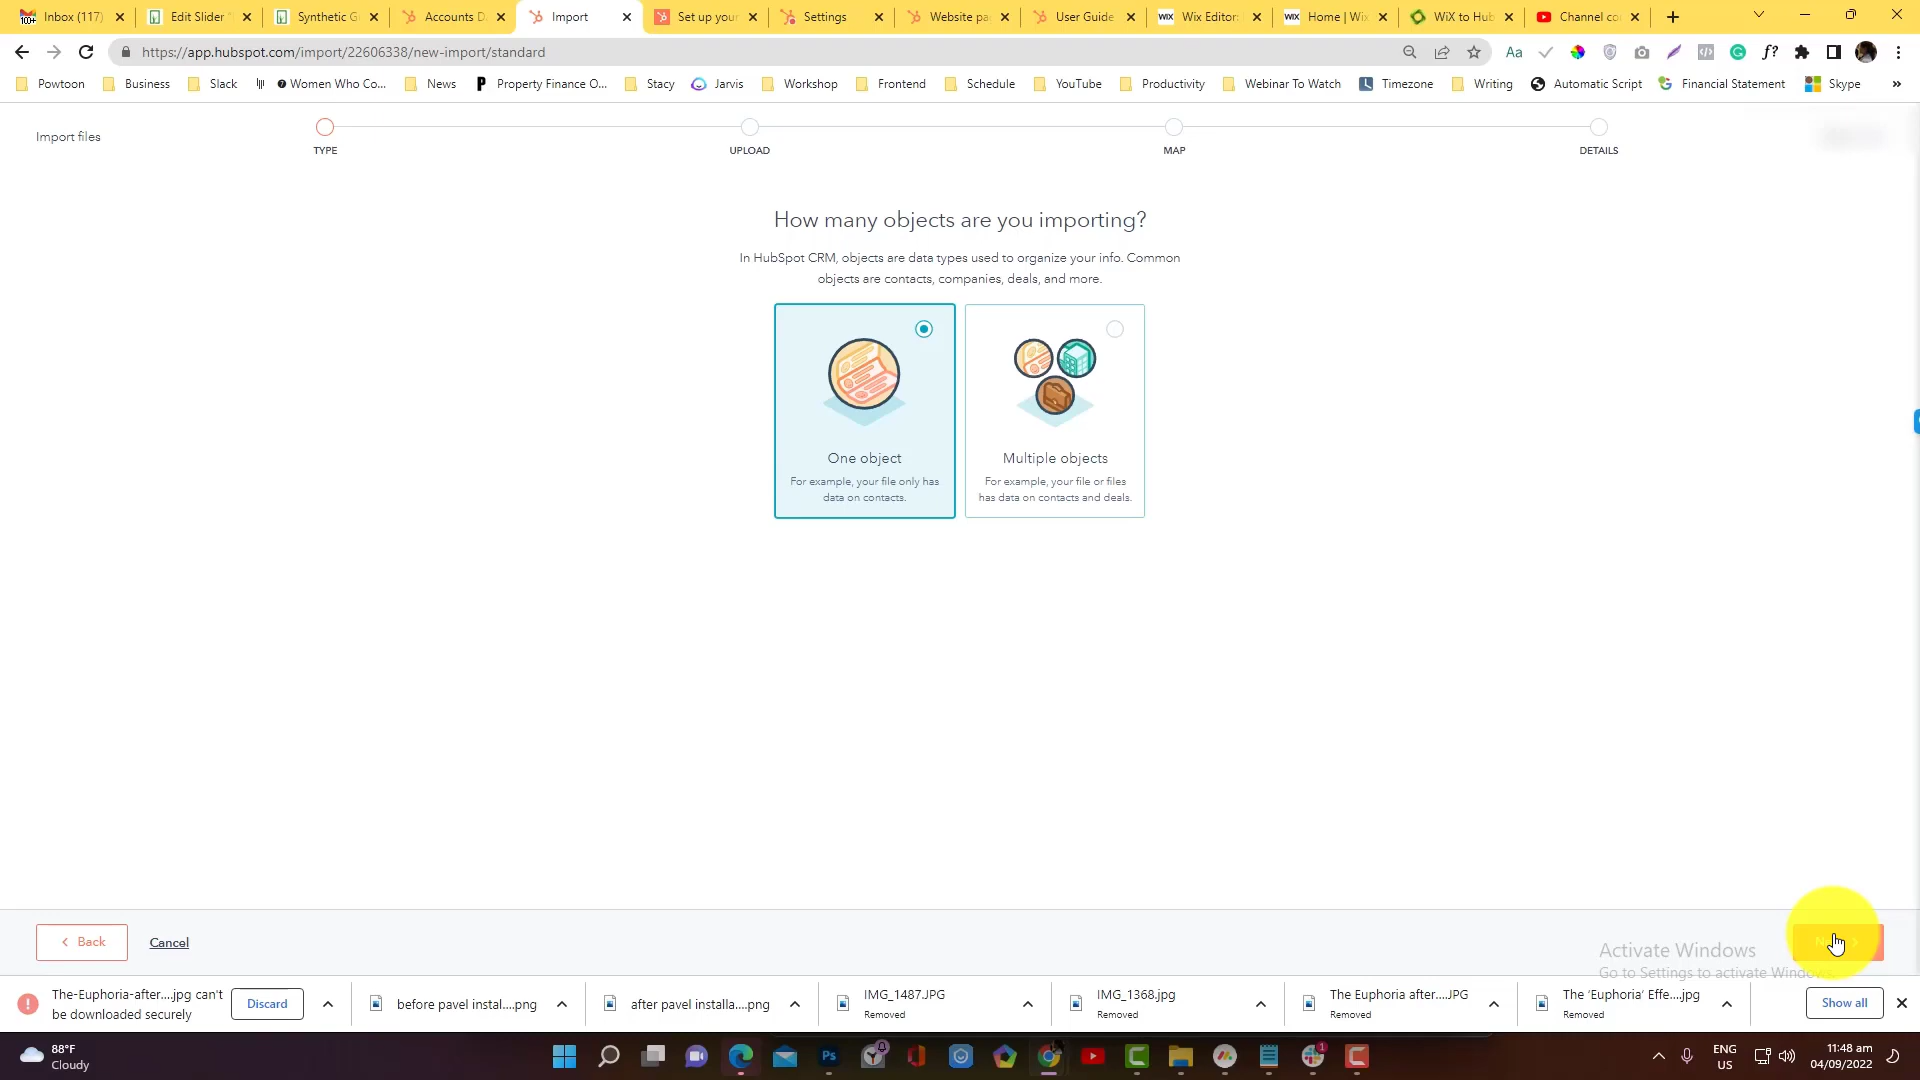 Inbox (117)
Edit Slider
Synthetic G
Accounts D
Import
Set up your
Settings
Website pa
User Guide
Wix Editor
Home | Wix
WiX to Hub
Channel co
https://app.hubspot.com/import/22606338/new-import/standard
Powtoon
Business
Slack
Women Who Co...
News
Property Finance O...
Stacy
Jarvis
Workshop
Frontend
Schedule
YouTube
Productivity
Webinar To Watch
Timezone
Writing
Automatic Script
Financial Statement
Skype
Import files
TYPE
UPLOAD
MAP
DETAILS
How many objects are you importing?
In HubSpot CRM, objects are data types used to organize your info. Common
objects are contacts, companies, deals, and more.
One object
For example, your file only has
data on contacts.
Multiple objects
For example, your file or files
has data on contacts and deals.
Back
Cancel
Activate Windows
Go to Settings to activate Windows.
The-Euphoria-after....jpg can't
be downloaded securely
Discard
before pavel instal....png
after pavel installa....png
IMG_1487.JPG
Removed
IMG_1368.jpg
Removed
The Euphoria after....JPG
Removed
The ‘Euphoria’ Effe....jpg
Removed
Show all
88°F
Cloudy
ENG
US
11:48 am
04/09/2022